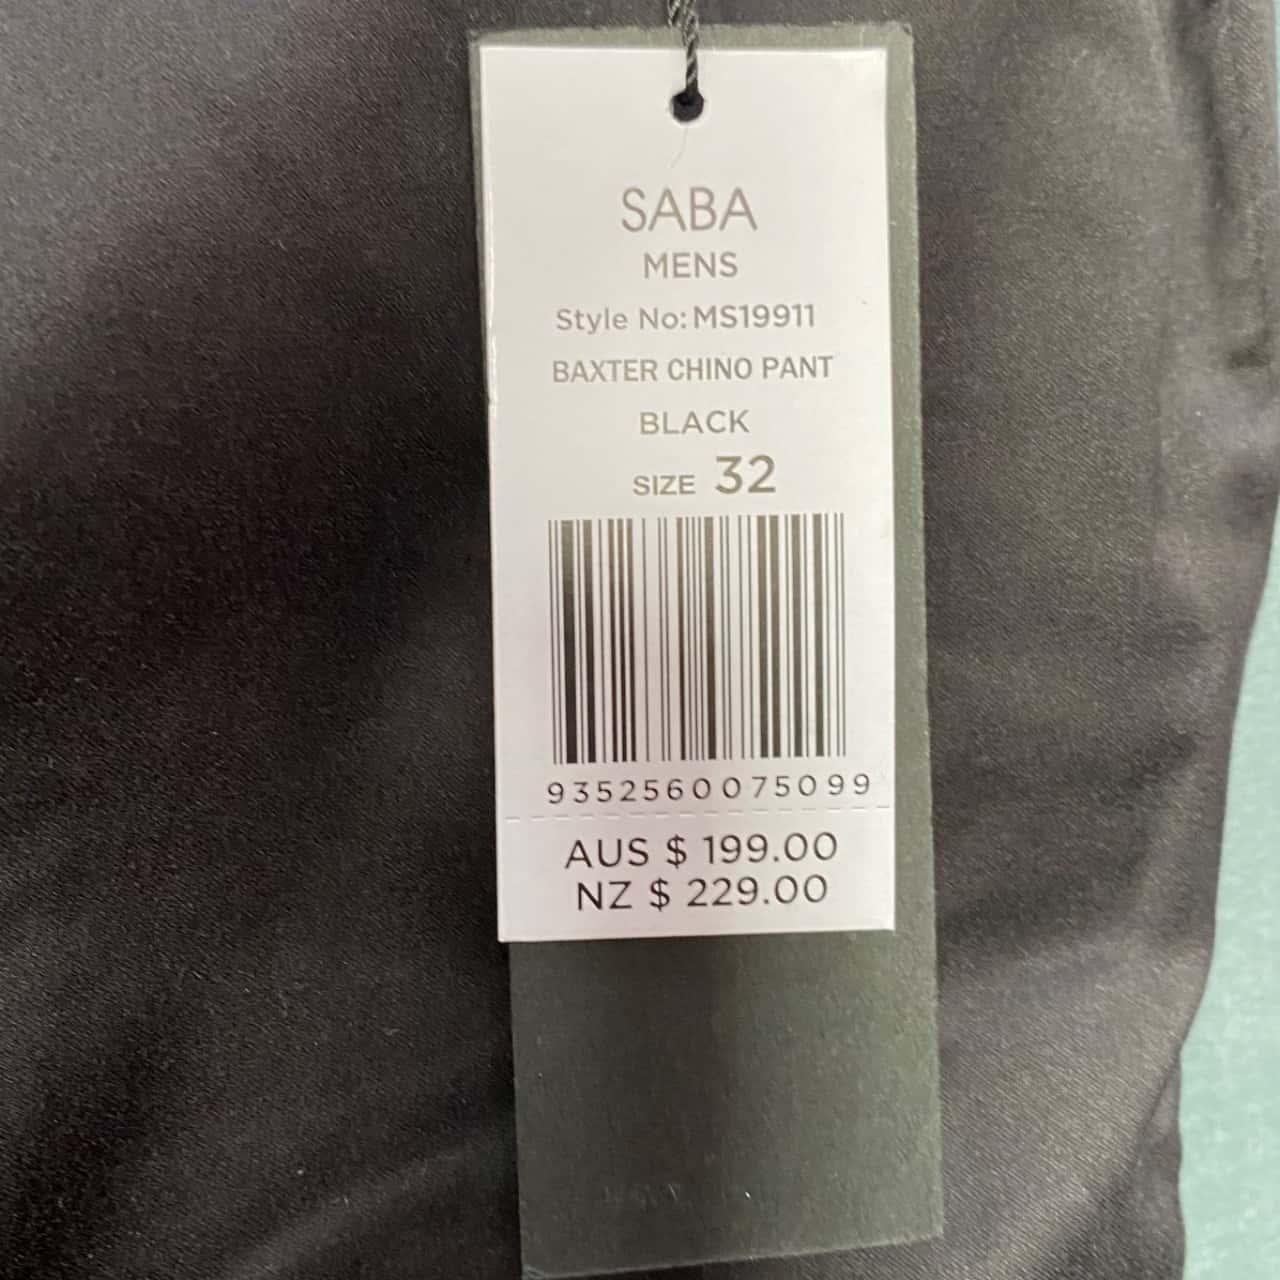 SABA
MENS
Style No: MS19911
BAXTER CHINO PANT
BLACK
SIZE 32
9352560075099
AUS $ 199.00
NZ $ 229.00